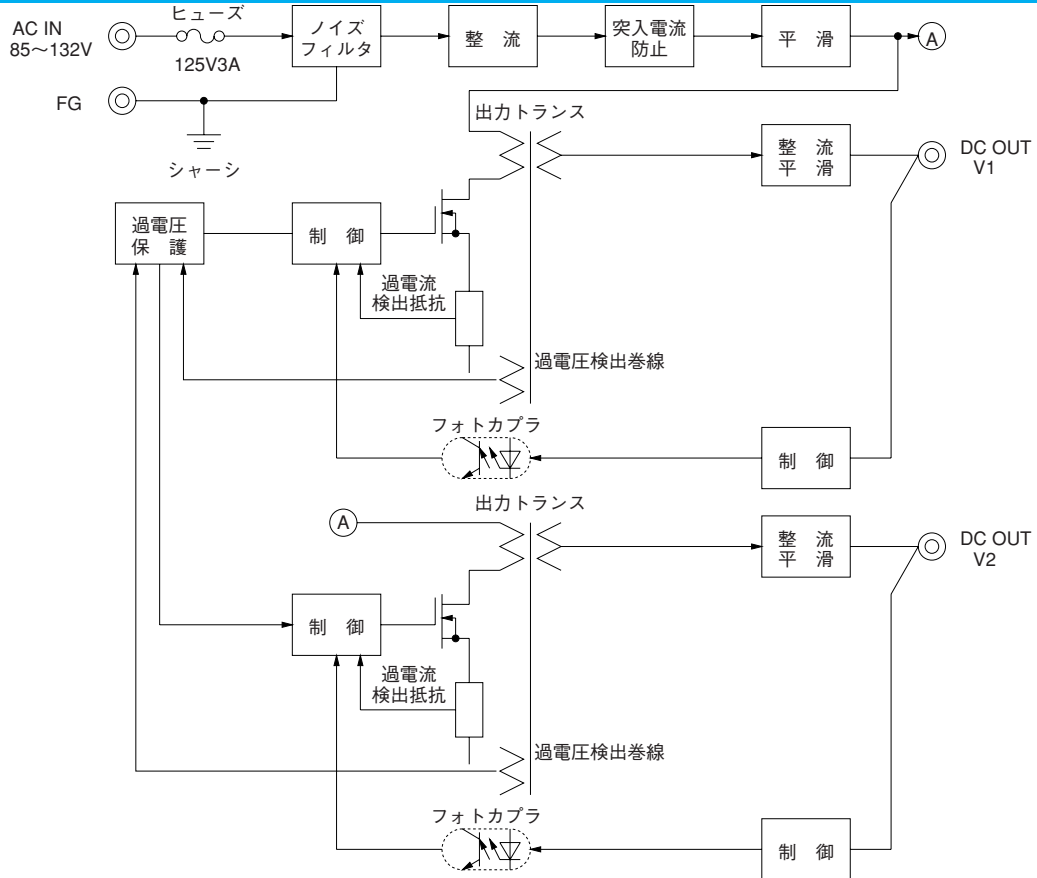 AC IN
85〜132V
ヒューズ
125V3A
ノイズ
フィルタ
整 流
突入電流
防止
平 滑
A
FG
シャーシ
出力トランス
整 流
平 滑
DC OUT
V1
過電圧
保 護
制 御
過電流
検出抵抗
過電圧検出巻線
フォトカプラ
制 御
出力トランス
A
整 流
平 滑
DC OUT
V2
制 御
過電流
検出抵抗
過電圧検出巻線
フォトカプラ
制 御